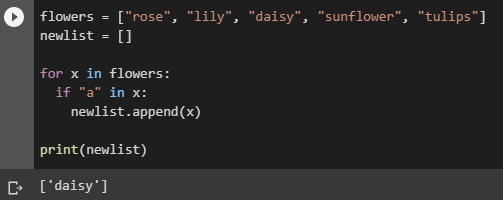 flowers = ["rose", "lily", "daisy", "sunflower", "tulips"]
newlist = []

for x in flowers:
  if "a" in x:
    newlist.append(x)

print(newlist)
['daisy']